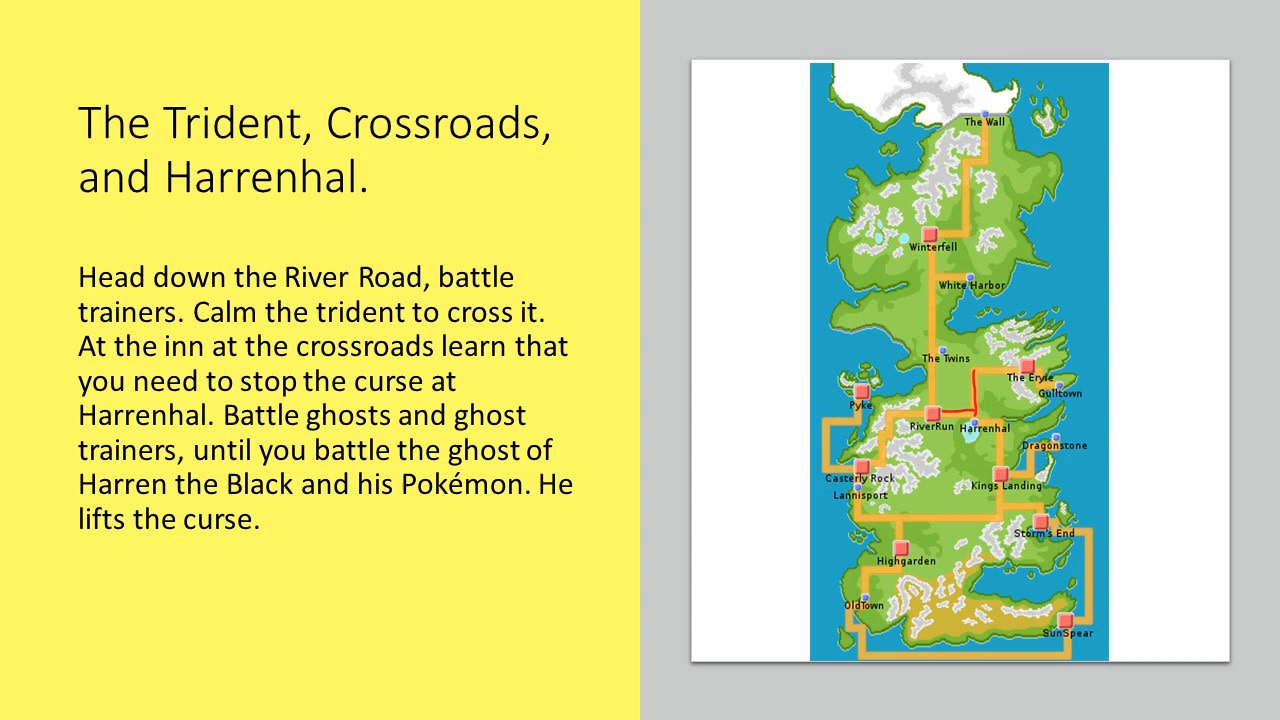 The Trident, Crossroads,
and Harrenhal.
Head down the River Road, battle
trainers. Calm the trident to cross it.
At the inn at the crossroads learn that
you need to stop the curse at
Harrenhal. Battle ghosts and ghost
trainers, until you battle the ghost of
Harren the Black and his Pokémon. He
lifts the curse.
The Wall
Winterfell
White Harbor
The Twins
The Eryie
Gulltown
Pyke
RiverRun
Harrenhal
Dragonstone
Casterly Rock
Kings Landing
Lannisport
Storm's End
Highgarden
OldTown
SunSpear